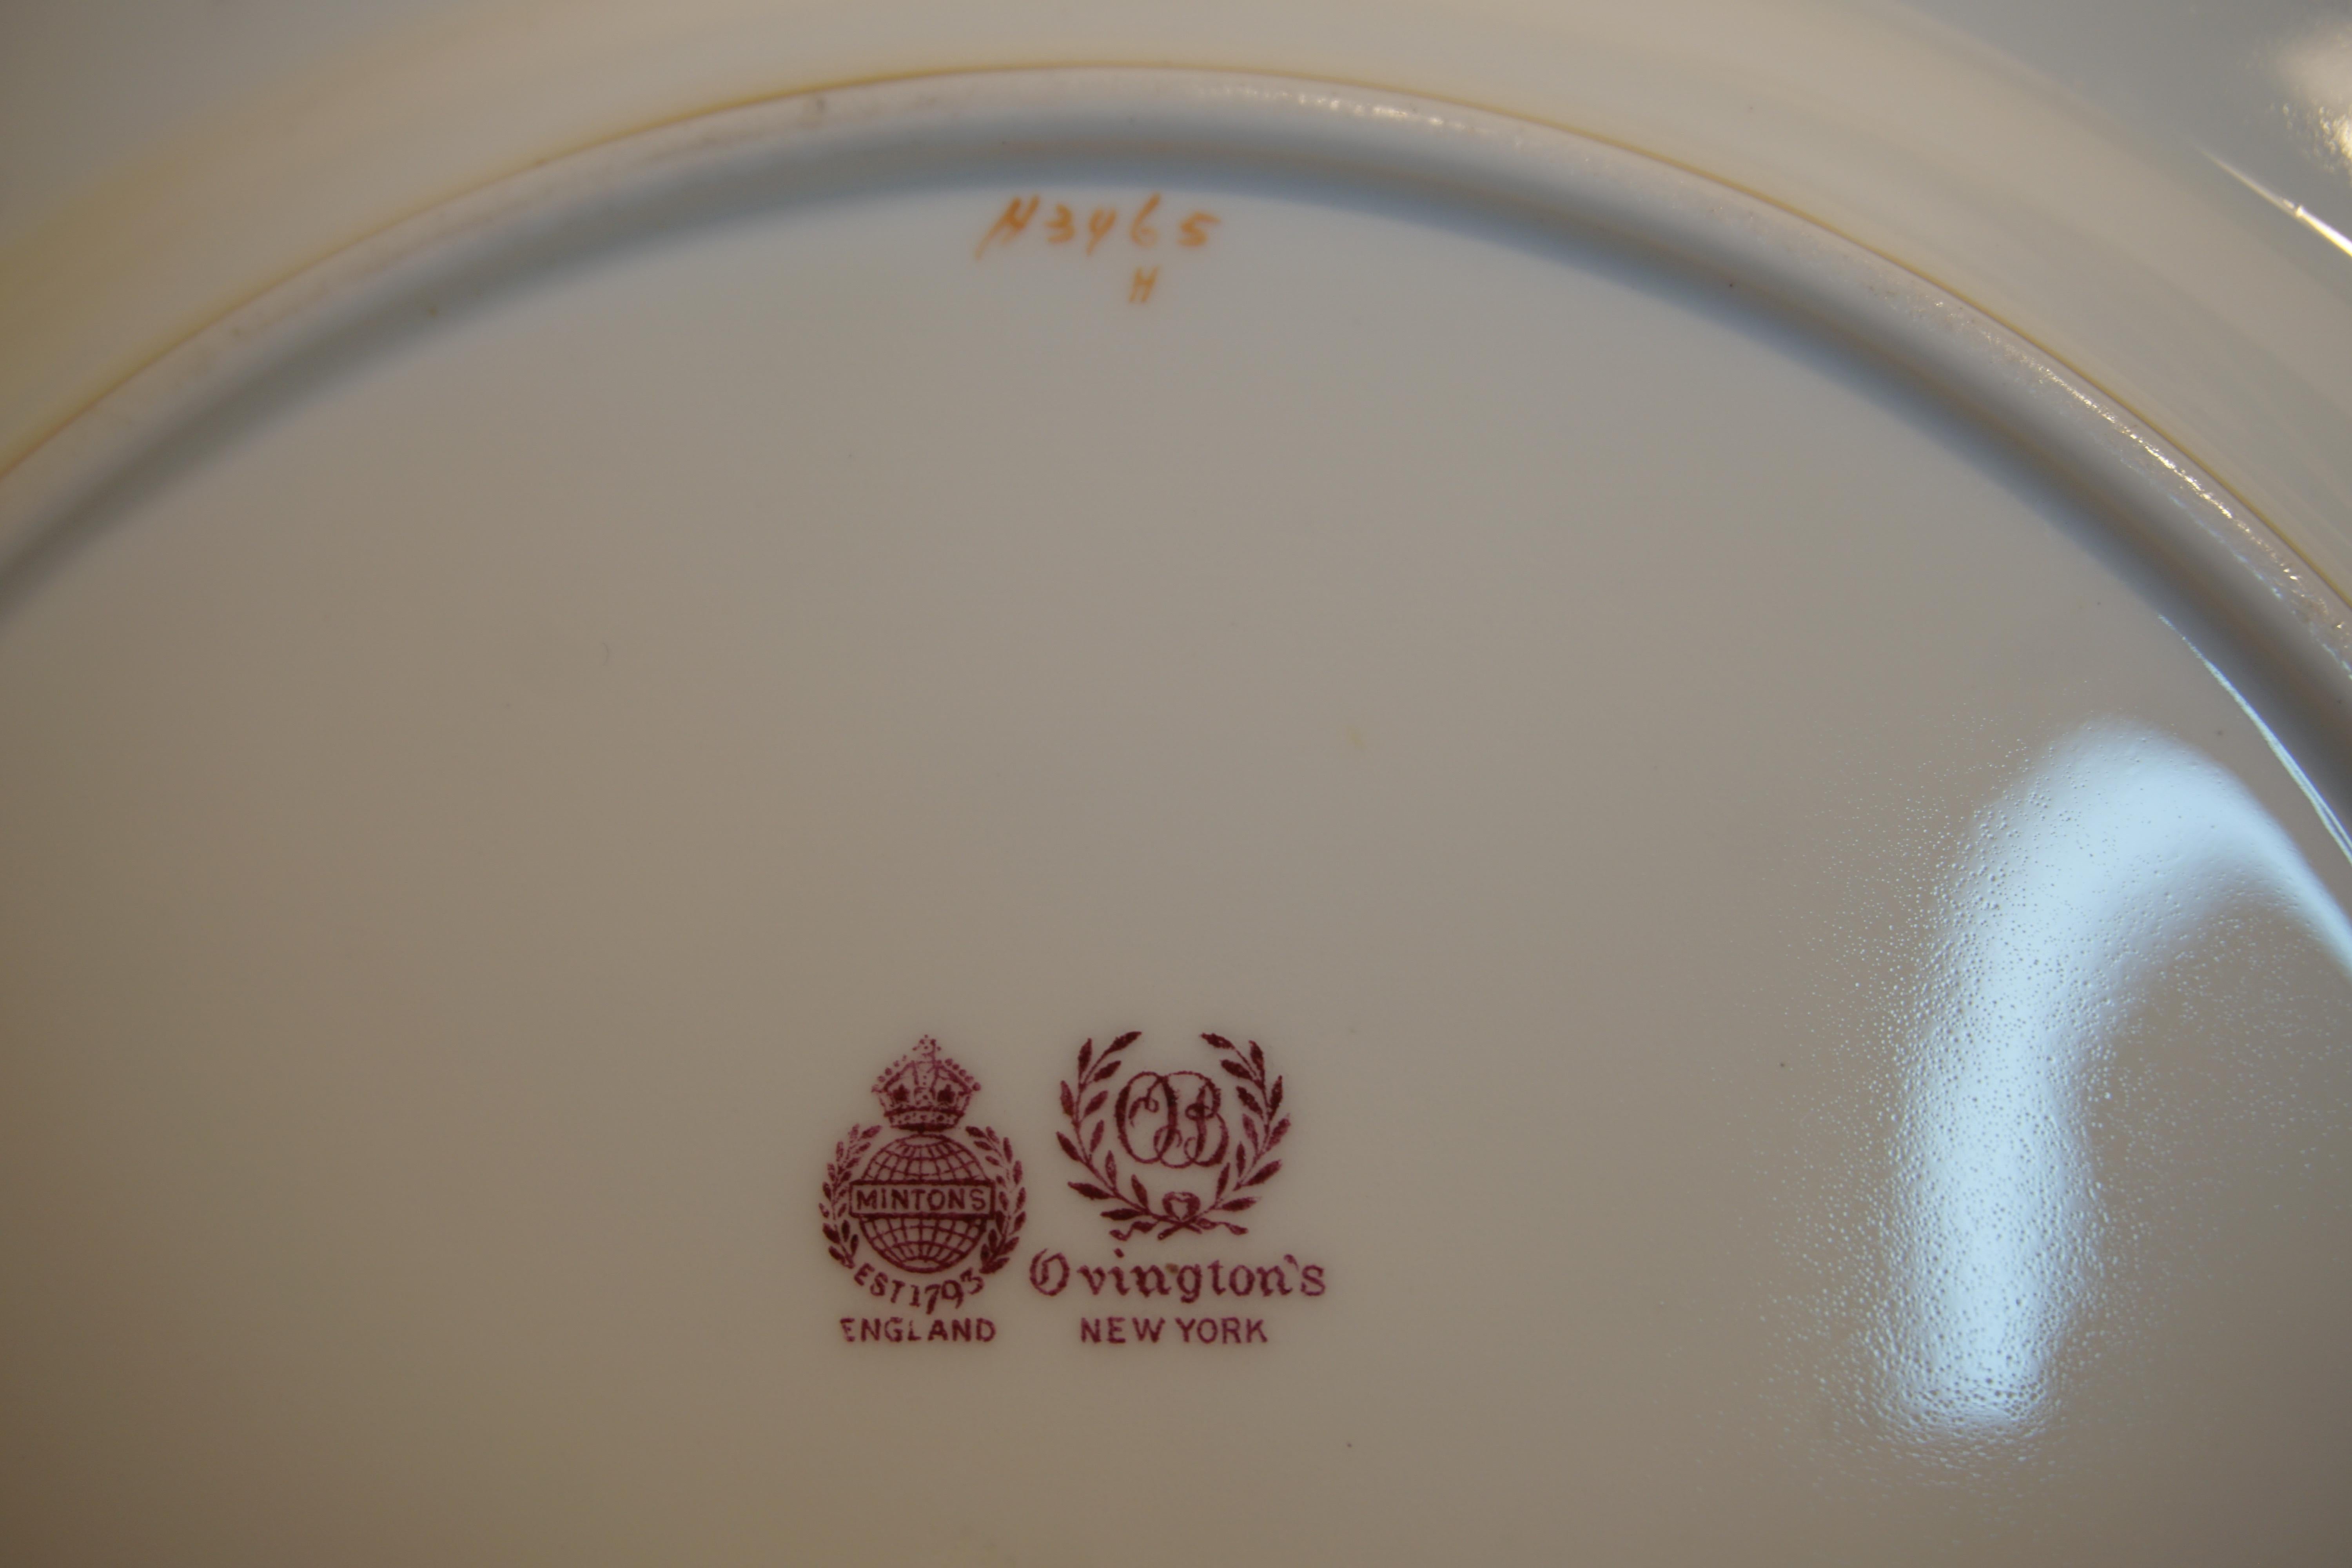 H3465
H
OB
MINTONS
EST 1793
ENGLAND
Ovington's
NEW YORK